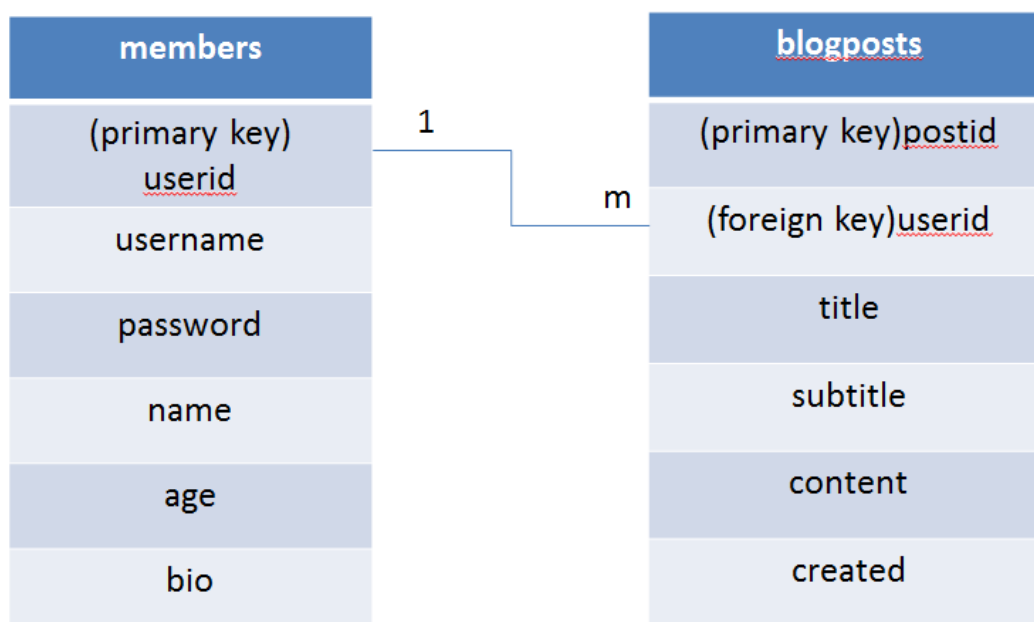 members
(primary key)
userid
username
password
name
age
bio
1
m
blogposts
(primary key)postid
(foreign key)userid
title
subtitle
content
created